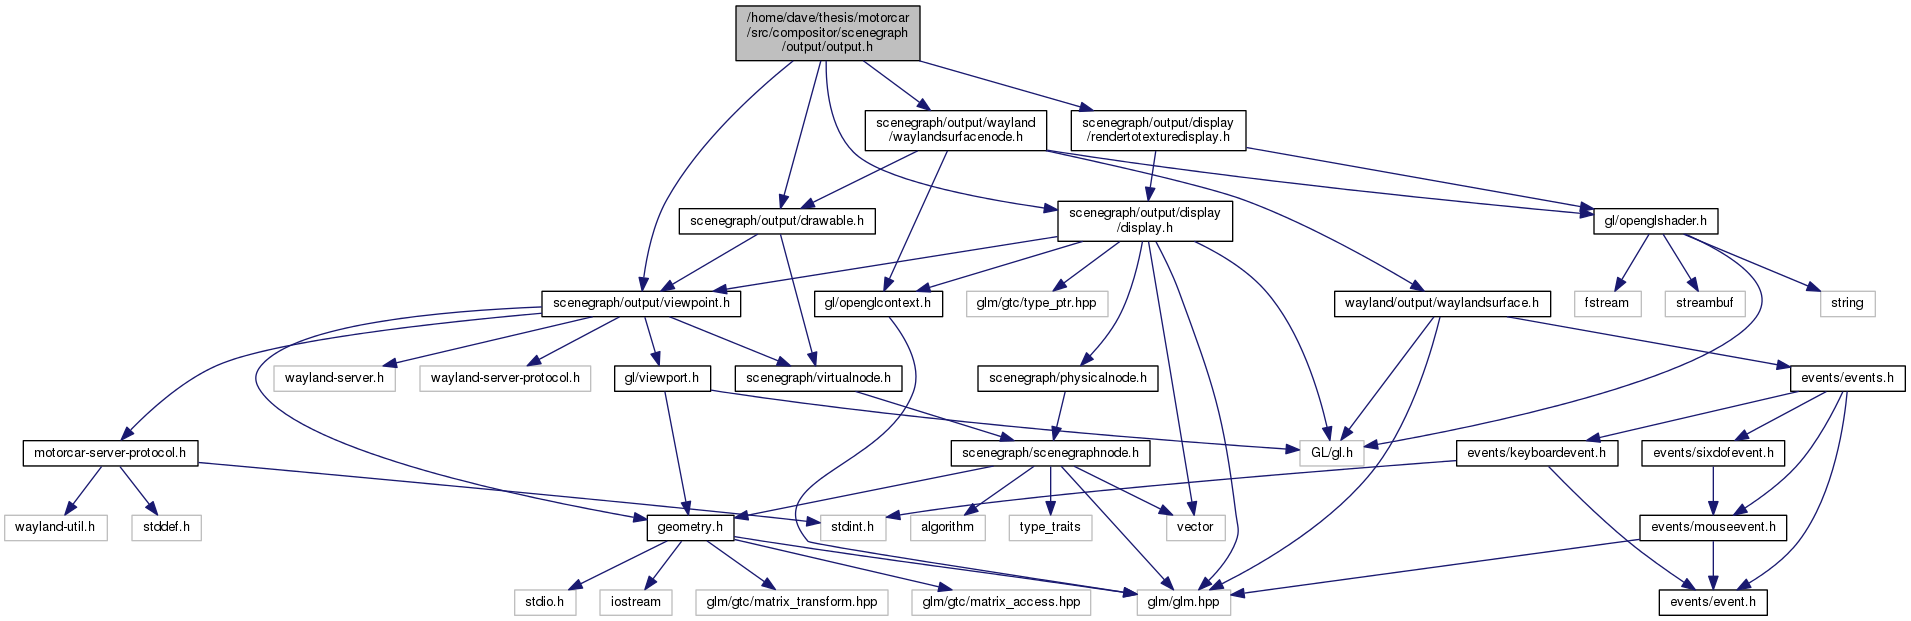 /home/dave/thesis/motorcar
/src/compositor/scenegraph
/output/output.h
scenegraph/output/wayland
/waylandsurfacenode.h
scenegraph/output/display
/rendertotexturedisplay.h
scenegraph/output/drawable.h
scenegraph/output/display
/display.h
gl/openglshader.h
scenegraph/output/viewpoint.h
gl/openglcontext.h
glm/gtc/type_ptr.hpp
wayland/output/waylandsurface.h
fstream
streambuf
string
wayland-server.h
wayland-server-protocol.h
gl/viewport.h
scenegraph/virtualnode.h
scenegraph/physicalnode.h
events/events.h
motorcar-server-protocol.h
scenegraph/scenegraphnode.h
GL/gl.h
events/keyboardevent.h
events/sixdofevent.h
wayland-util.h
stddef.h
geometry.h
stdint.h
algorithm
type_traits
vector
events/mouseevent.h
stdio.h
iostream
glm/gtc/matrix_transform.hpp
glm/gtc/matrix_access.hpp
glm/glm.hpp
events/event.h